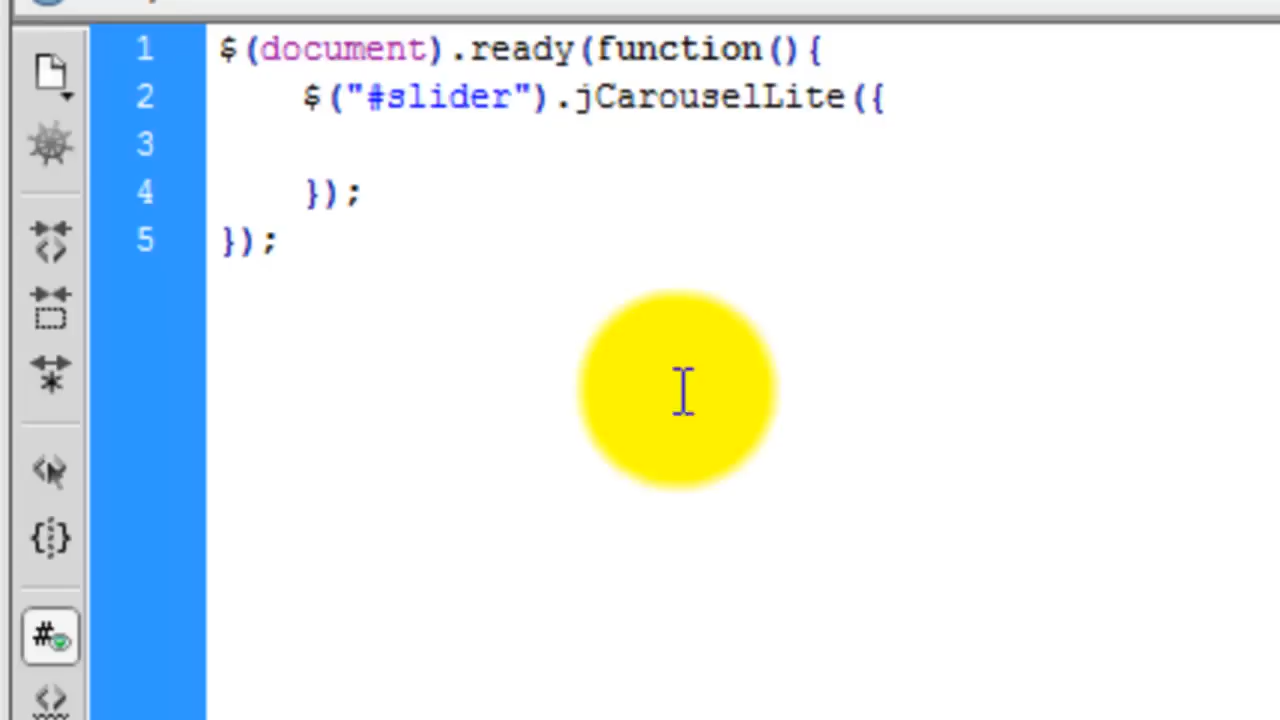 1 $(document).ready(function(){
2 $("#slider").jCarouselLite({
3
4 });
5 });